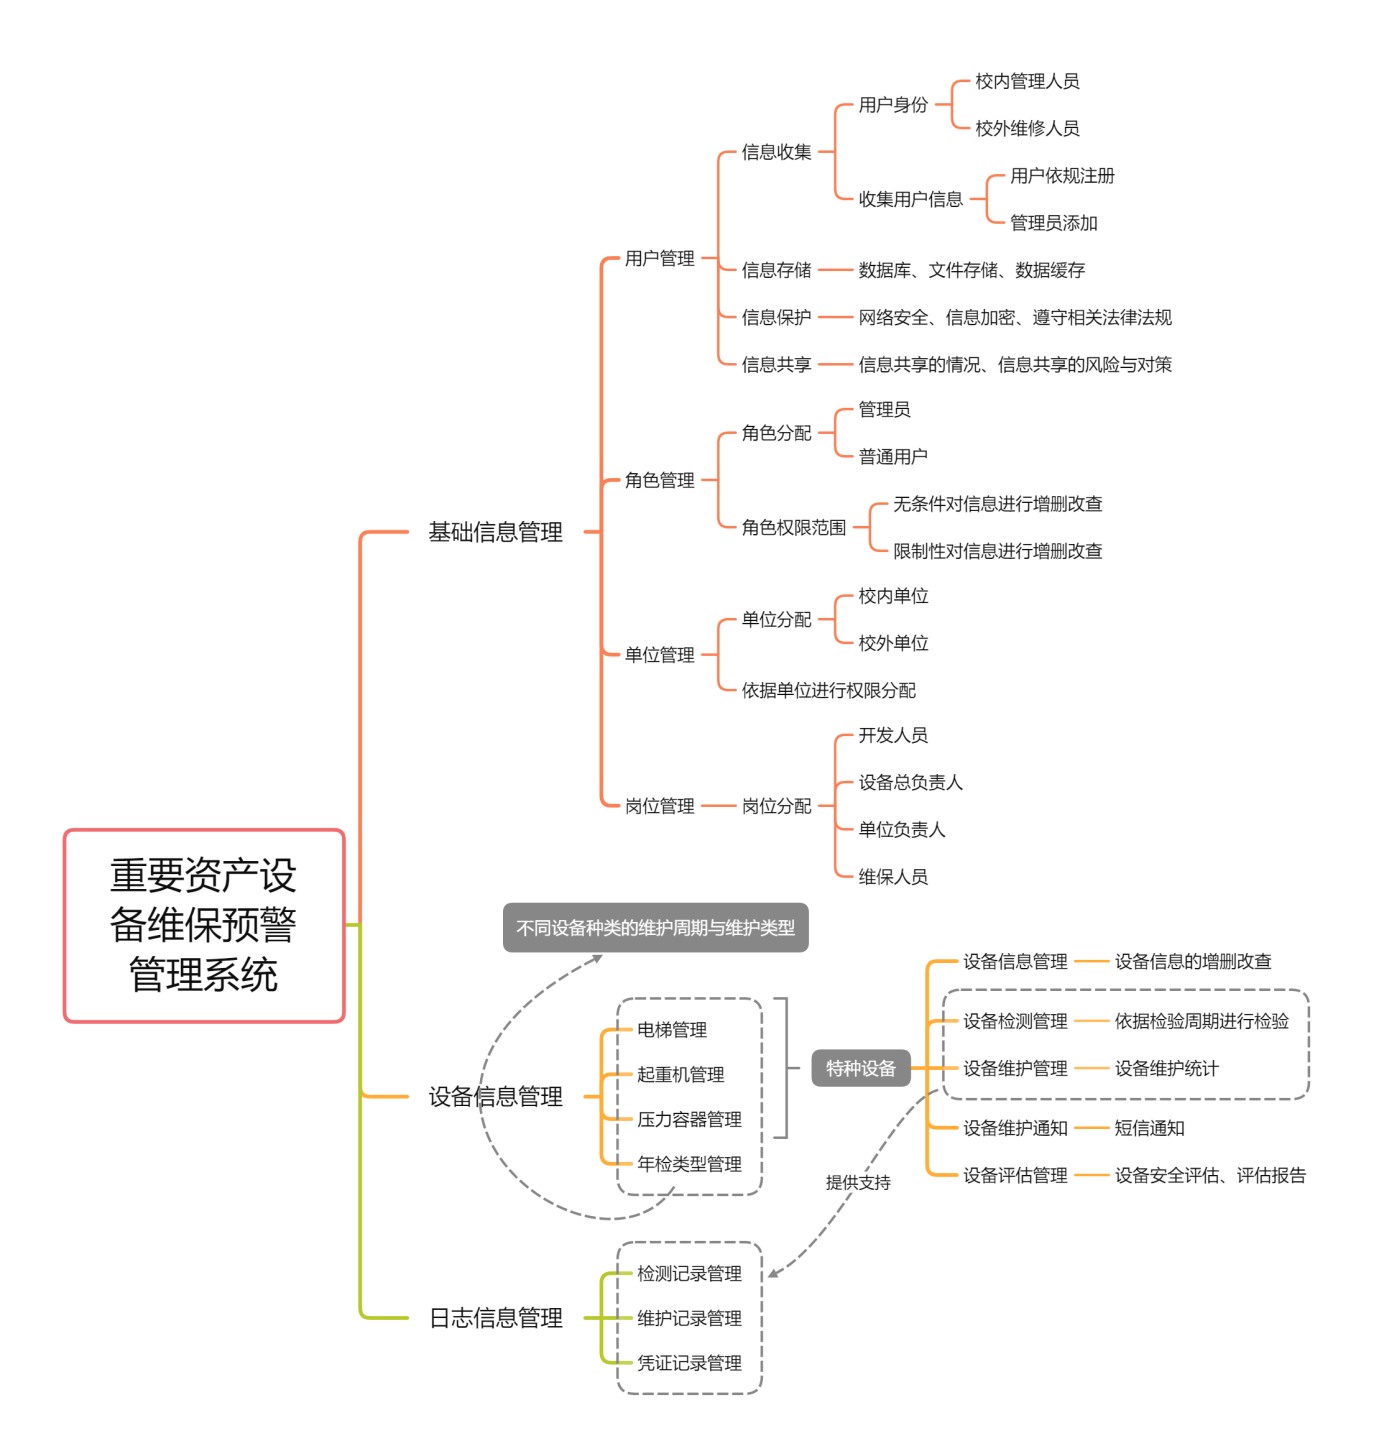 重要资产设
备维保预警
管理系统
基础信息管理
用户管理
信息收集
用户身份
校内管理人员
校外维修人员
收集用户信息
用户依规注册
管理员添加
信息存储
数据库、文件存储、数据缓存
信息保护
网络安全、信息加密、遵守相关法律法规
信息共享
信息共享的情况、信息共享的风险与对策
角色管理
角色分配
管理员
普通用户
角色权限范围
无条件对信息进行增删改查
限制性对信息进行增删改查
单位管理
单位分配
校内单位
校外单位
依据单位进行权限分配
岗位管理
岗位分配
开发人员
设备总负责人
单位负责人
维保人员
不同设备种类的维护周期与维护类型
设备信息管理
电梯管理
起重机管理
压力容器管理
年检类型管理
特种设备
设备信息管理
设备信息的增删改查
设备检测管理
依据检验周期进行检验
设备维护管理
设备维护统计
设备维护通知
短信通知
设备评估管理
设备安全评估、评估报告
提供支持
日志信息管理
检测记录管理
维护记录管理
凭证记录管理